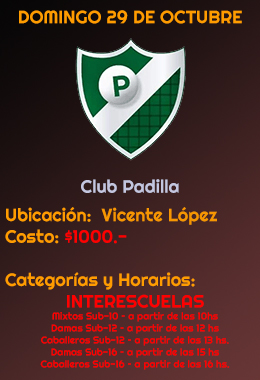 DOMINGO 29 DE OCTUBRE
P
Club Padilla
Ubicación: Vicente López
Costo: $1000.-
Categorías y Horarios:
INTERESCUELAS
Mixtos Sub-10 - a partir de las 10hs
Damas Sub-12 - a partir de las 12 hs
Caballeros Sub-12 - a partir de las 13 hs.
Damas Sub-16 - a partir de las 15 hs
Caballeros Sub-16 - a partir de las 16 hs.